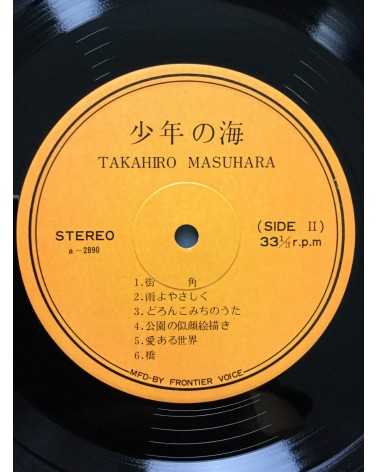 少年の海
TAKAHIRO MASUHARA
STEREO
a-2890
(SIDE II)
33⅓r.p.m
1.街　角
2.雨よやさしく
3.どろんこみちのうた
4.公園の似顔絵描き
5.愛ある世界
6.橋
MFD-BY FRONTIER VOICE